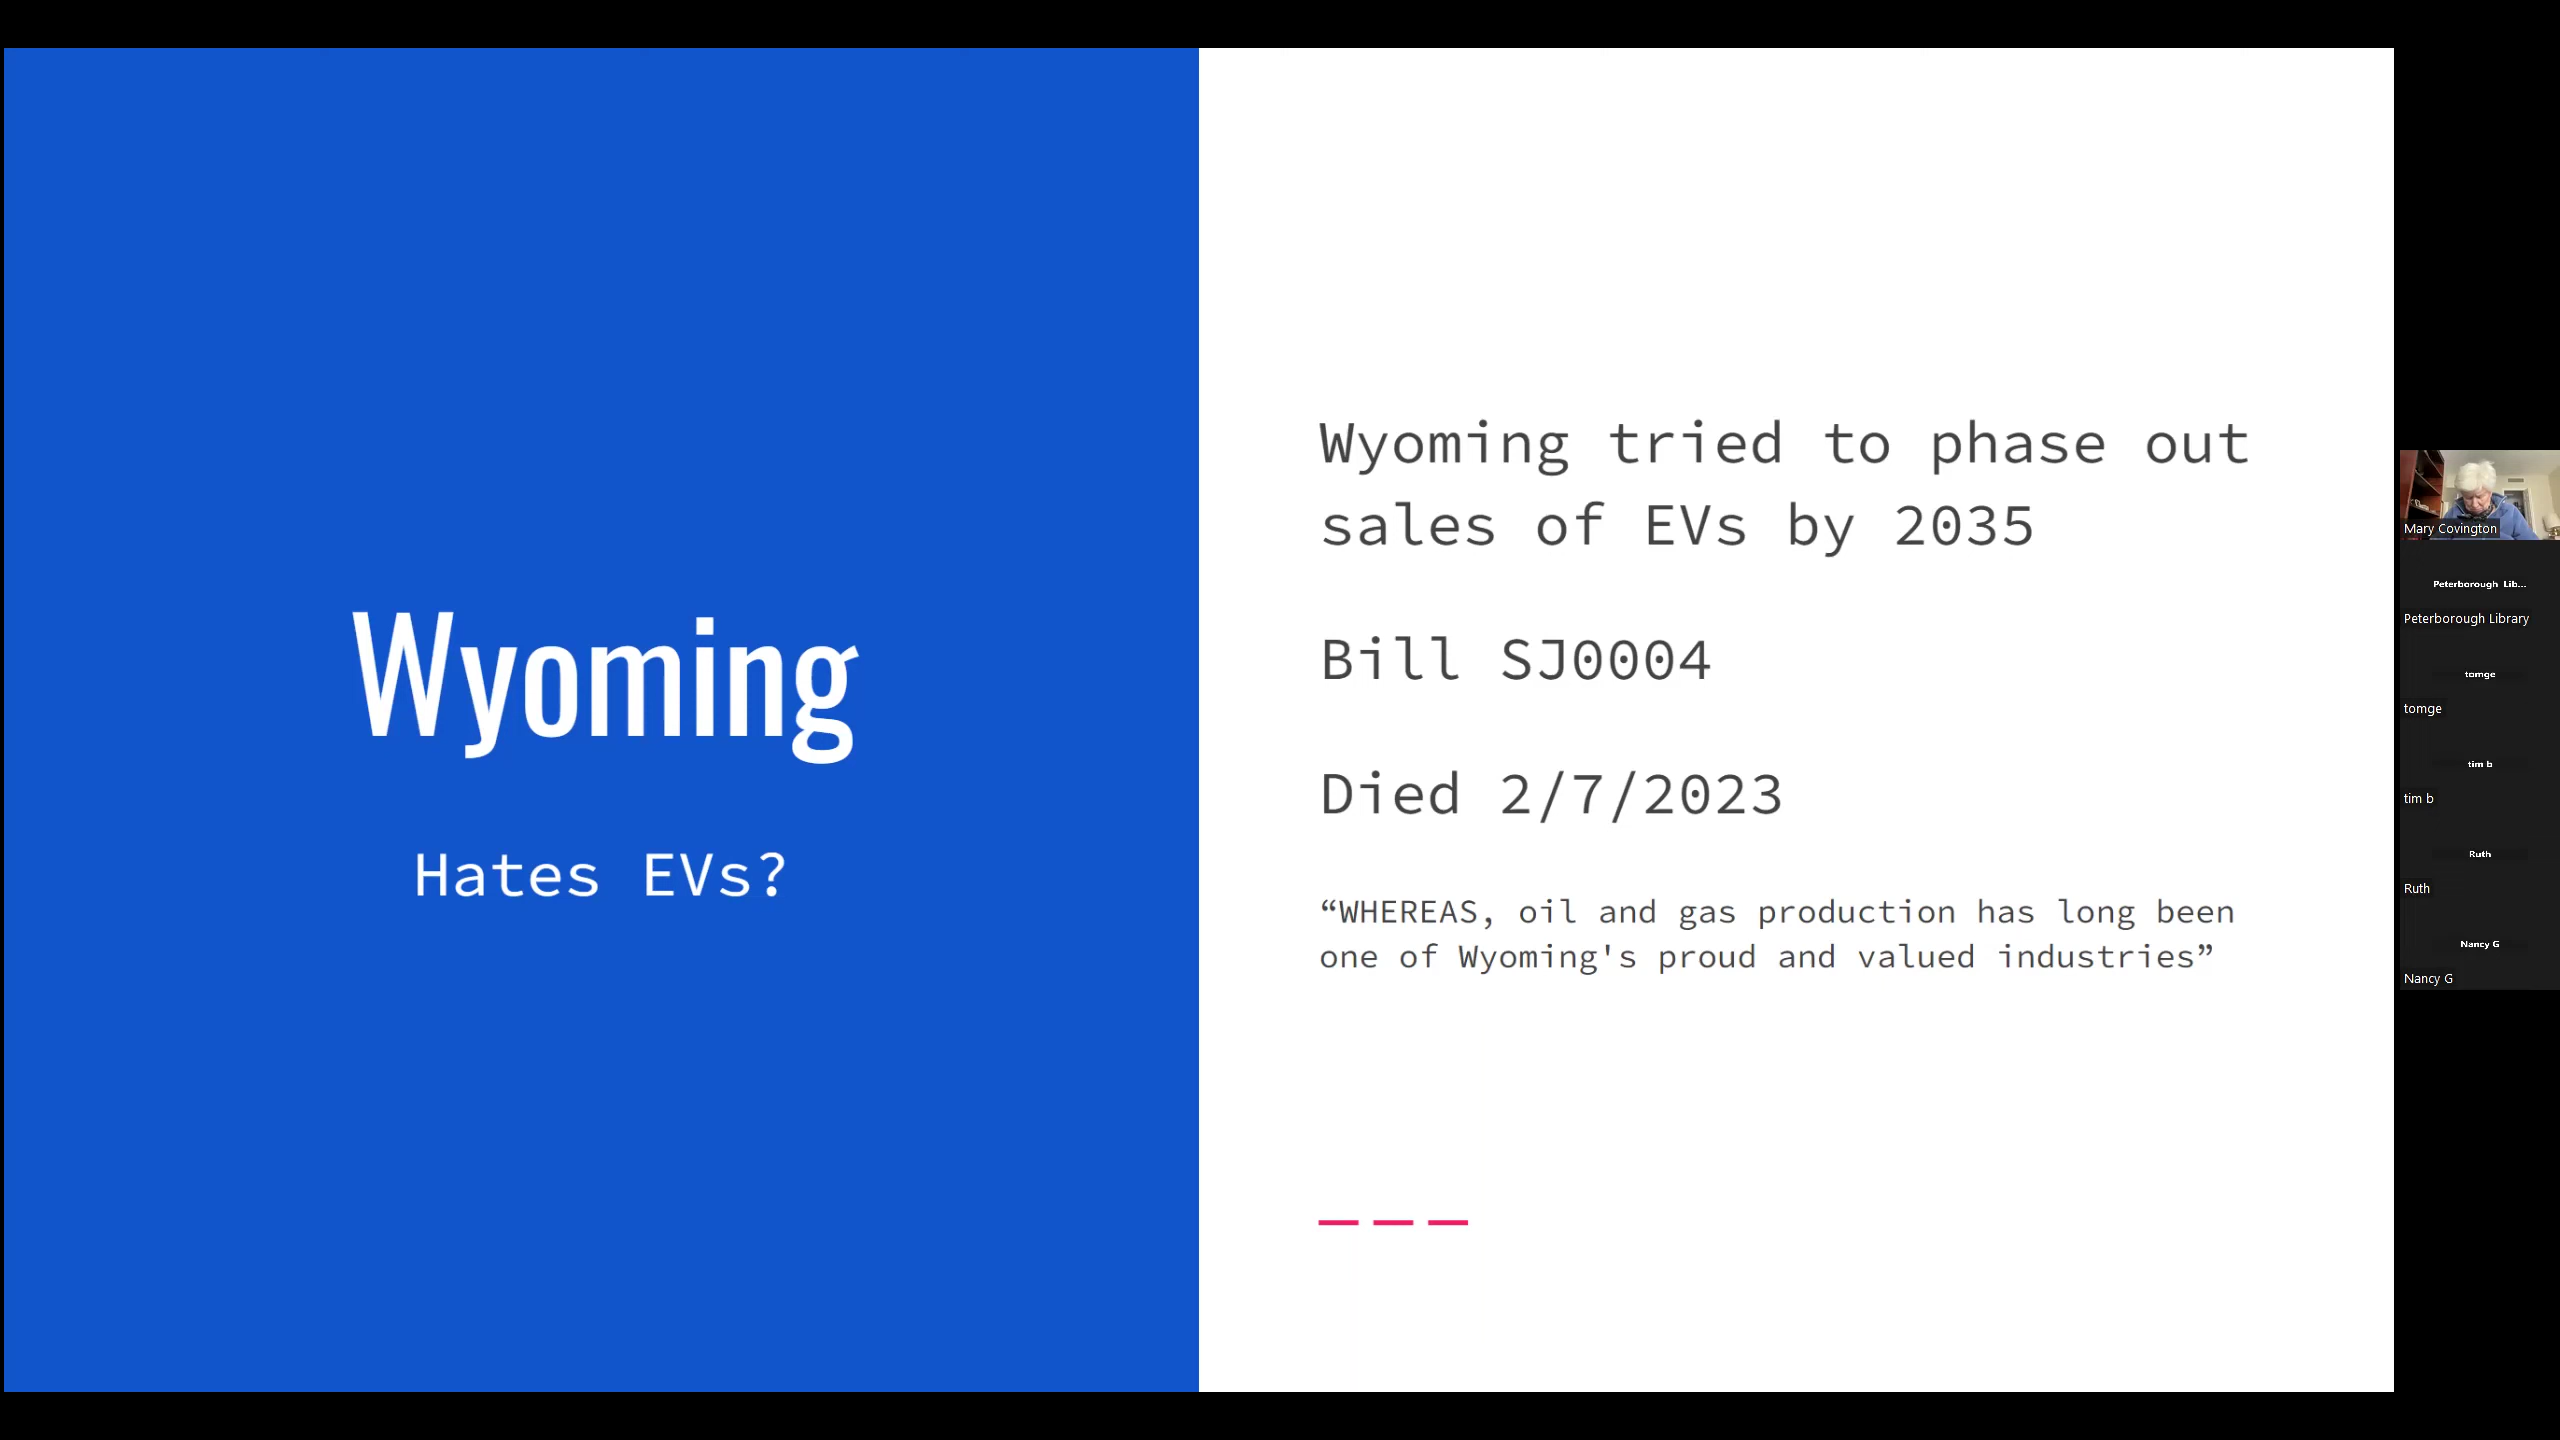 Wyoming
Hates EVs?
Wyoming tried to phase out
sales of EVs by 2035
Bill SJ0004
Died 2/7/2023
“WHEREAS, oil and gas production has long been
one of Wyoming's proud and valued industries”
Mary Covington
Peterborough Lib...
Peterborough Library
tomge
tomge
tim b
tim b
Ruth
Ruth
Nancy G
Nancy G